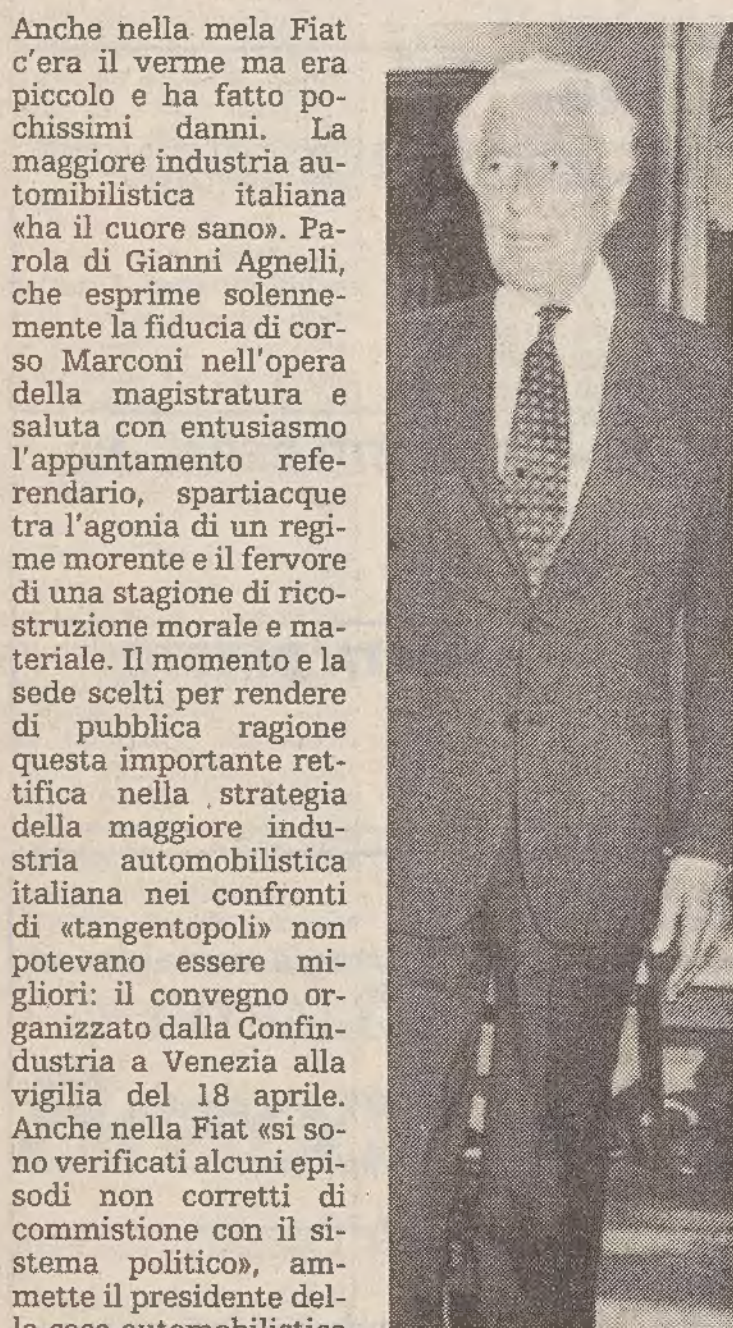 Anche nella mela Fiat
c'era il verme ma era
piccolo e ha fatto po-
chissimi danni. La
maggiore industria au-
tomibilistica italiana
«ha il cuore sano». Pa-
rola di Gianni Agnelli,
che esprime solenne-
mente la fiducia di cor-
so Marconi nell'opera
della magistratura e
saluta con entusiasmo
l'appuntamento refe-
rendario, spartiacque
tra l'agonia di un regi-
me morente e il fervore
di una stagione di rico-
struzione morale e ma-
teriale. Il momento e la
sede scelti per rendere
di pubblica ragione
questa importante ret-
tifica nella strategia
della maggiore indu-
stria automobilistica
italiana nei confronti
di «tangentopoli» non
potevano essere mi-
gliori: il convegno or-
ganizzato dalla Confin-
dustria a Venezia alla
vigilia del 18 aprile.
Anche nella Fiat «si so-
no verificati alcuni epi-
sodi non corretti di
commistione con il si-
stema politico», am-
mette il presidente del-
la casa automobilistica